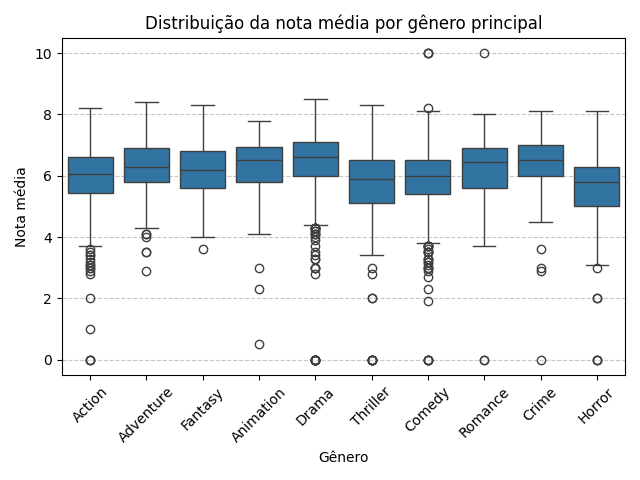 Distribuição da nota média por gênero principal
10
8
6
4
2
0
Nota média
Action
Adventure
Fantasy
Animation
Drama
Thriller
Comedy
Romance
Crime
Horror
Gênero